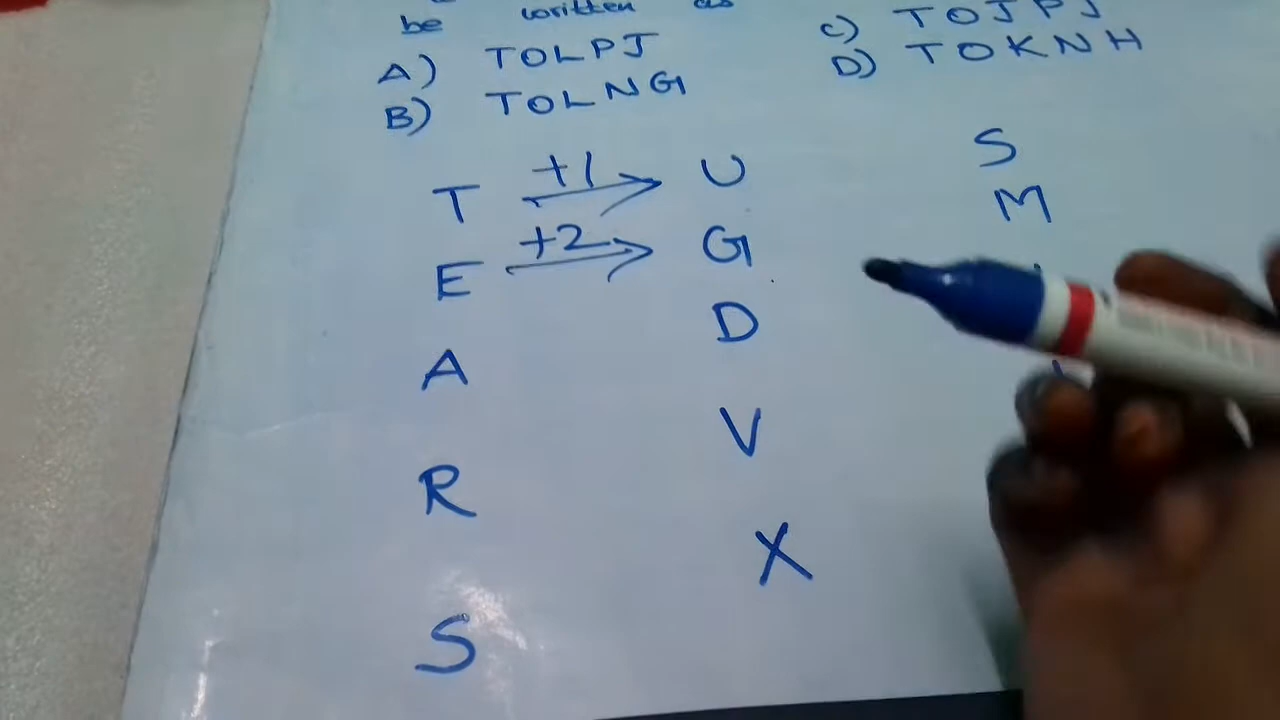 be written as
A) TOLPJ
B) TOLNG
C) TOJPJ
D) TOKNH
T +1 U
E +2 G
A D
R V
S X
S
M